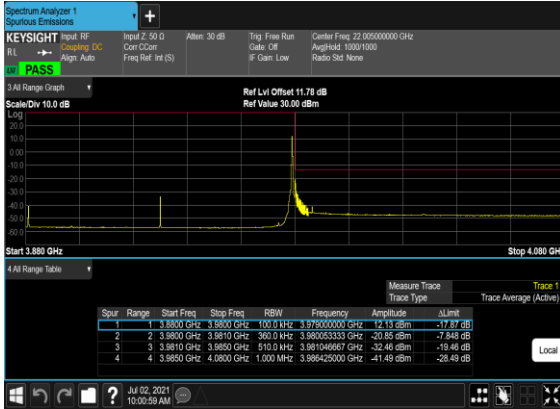 Spectrum Analyzer 1
Spurious Emissions
KEYSIGHT Input: RF Input Z: 50 Ω Atten: 30 dB Trig: Free Run Center Freq: 22.005000000 GHz
RL Coupling: DC Corr CCorr Gate: Off Avg|Hold: 1000/1000
Align: Auto Freq Ref: Int (S) IF Gain: Low Radio Std: None
PASS
3 All Range Graph
Ref Lvl Offset 11.78 dB
Scale/Div 10.0 dB Ref Value 30.00 dBm
Log
20.0
10.0
0.00
-10.0
-20.0
-30.0
-40.0
-50.0
-60.0
Start 3.880 GHz Stop 4.080 GH
4 All Range Table
Measure Trace Trace 1
Trace Type Trace Average (Active)
Spur Range Start Freq Stop Freq RBW Frequency Amplitude ΔLimit
1 1 3.8800 GHz 3.9800 GHz 100.0 kHz 3.979000000 GHz 12.13 dBm -17.87 dB
2 2 3.9800 GHz 3.9810 GHz 360.0 kHz 3.980053333 GHz -20.85 dBm -7.848 dB
3 3 3.9810 GHz 3.9850 GHz 510.0 kHz 3.981046667 GHz -32.46 dBm -19.46 dB
4 4 3.9850 GHz 4.0800 GHz 1.000 MHz 3.986425000 GHz -41.49 dBm -28.49 dB
Local
Jul 02, 2021
10:00:59 AM